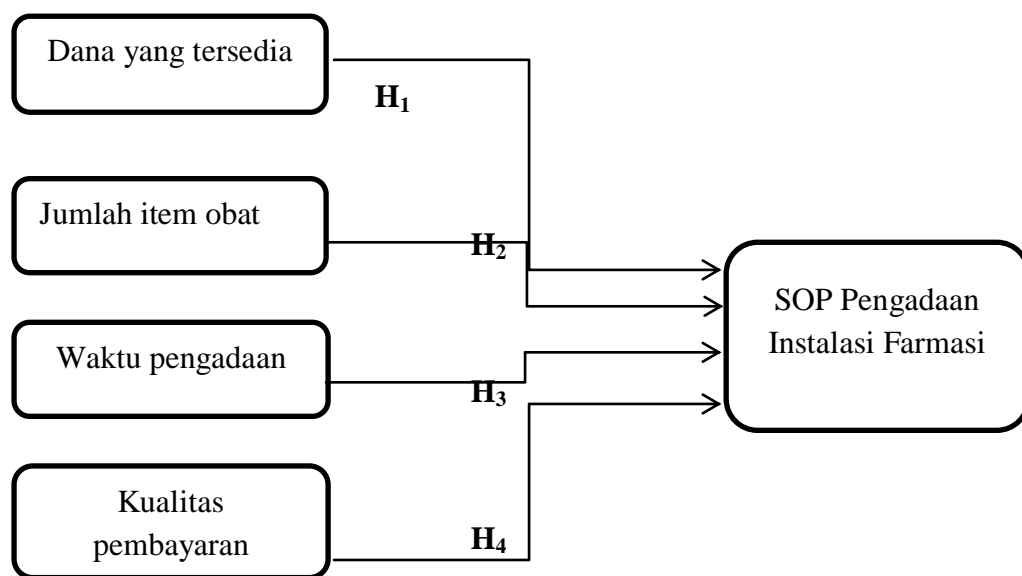 Dana yang tersedia
H₁
Jumlah item obat
H₂
SOP Pengadaan
Instalasi Farmasi
Waktu pengadaan
H₃
Kualitas
pembayaran
H₄